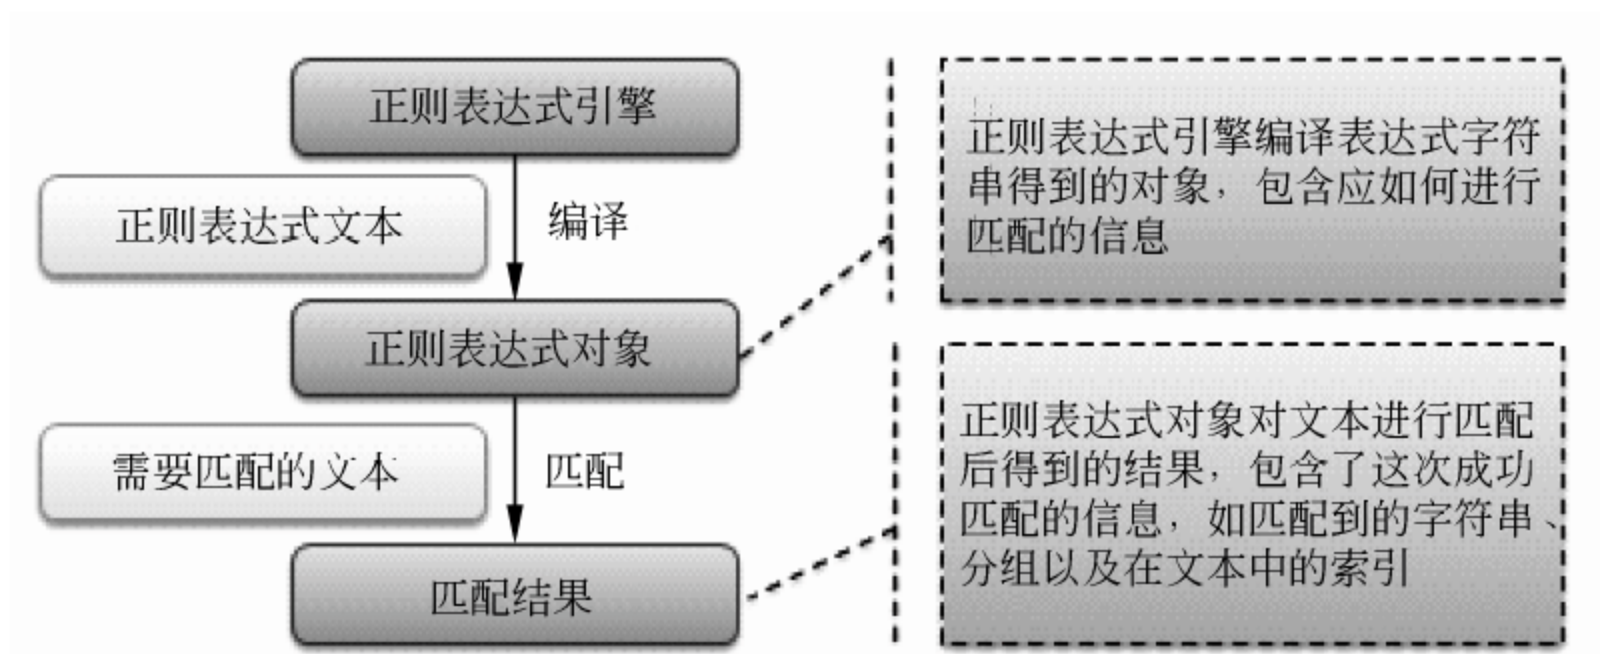 正则表达式引擎
正则表达式文本
编译
正则表达式对象
需要匹配的文本
匹配
匹配结果
正则表达式引擎编译表达式字符
串得到的对象，包含应如何进行
匹配的信息
正则表达式对象对文本进行匹配
后得到的结果，包含了这次成功
匹配的信息，如匹配到的字符串、
分组以及在文本中的索引